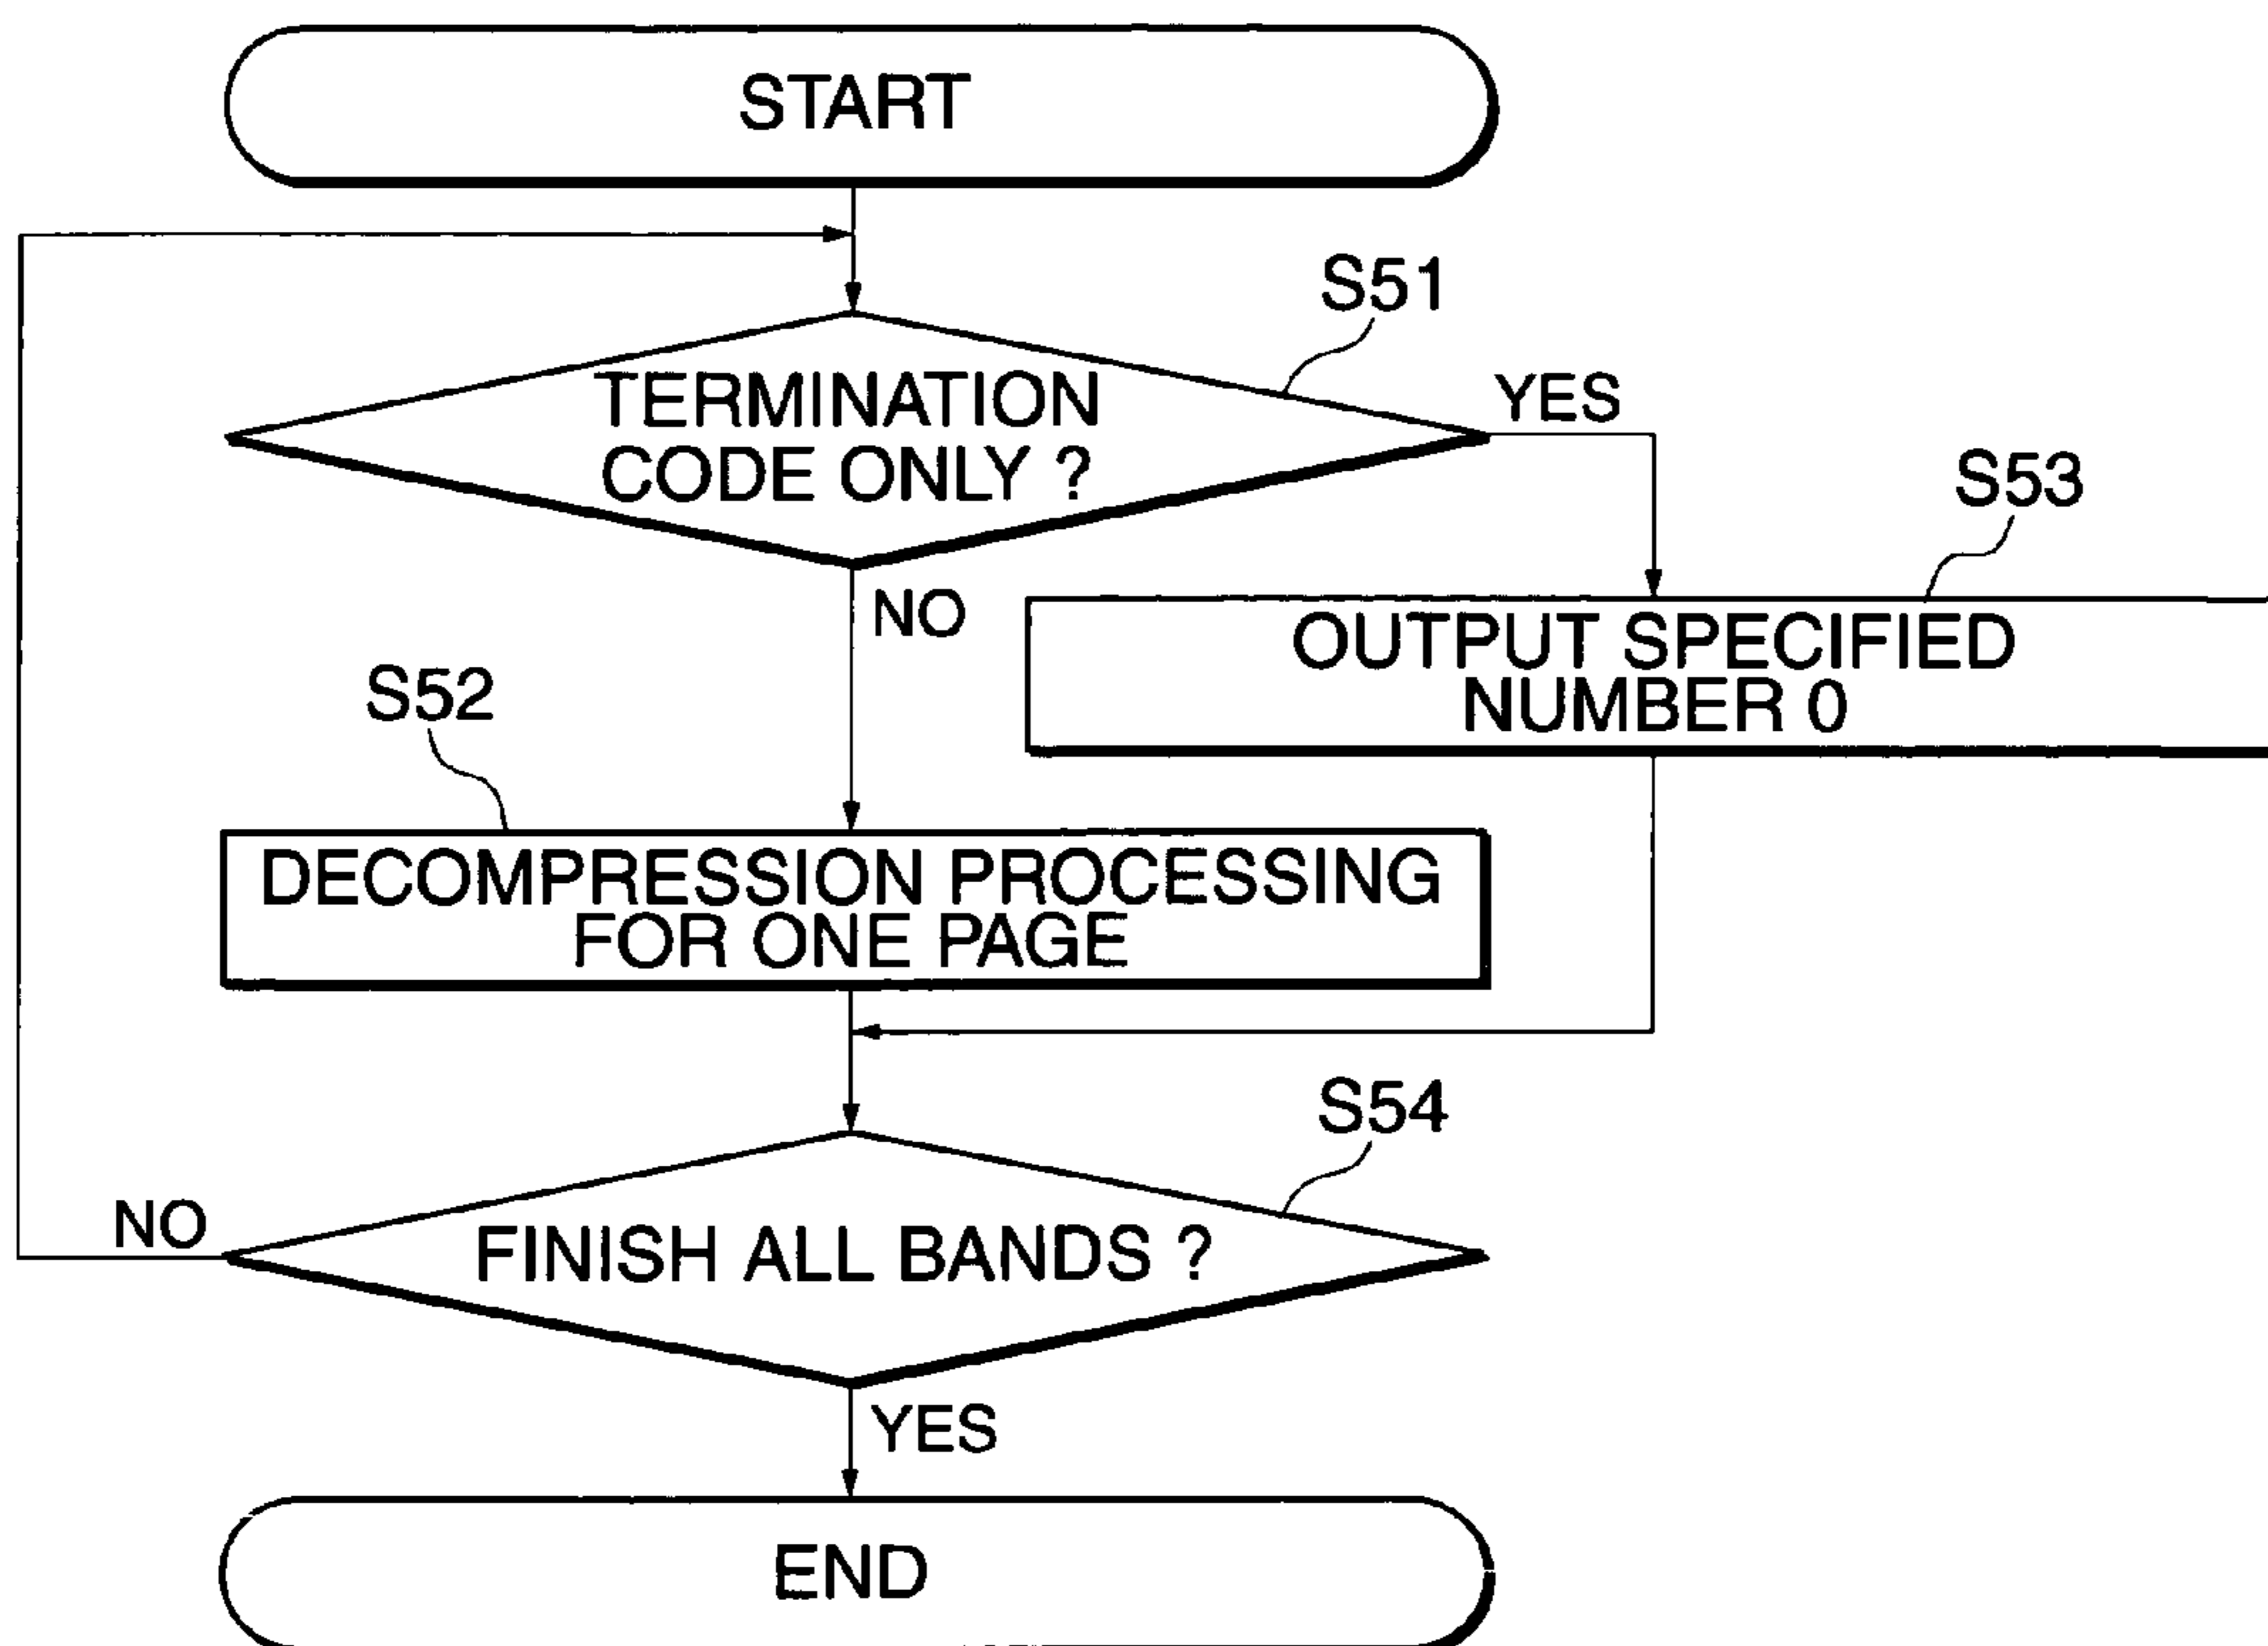 START
S51
TERMINATION
CODE ONLY ?
YES
S53
NO
OUTPUT SPECIFIED
NUMBER 0
S52
DECOMPRESSION PROCESSING
FOR ONE PAGE
S54
NO
FINISH ALL BANDS ?
YES
END